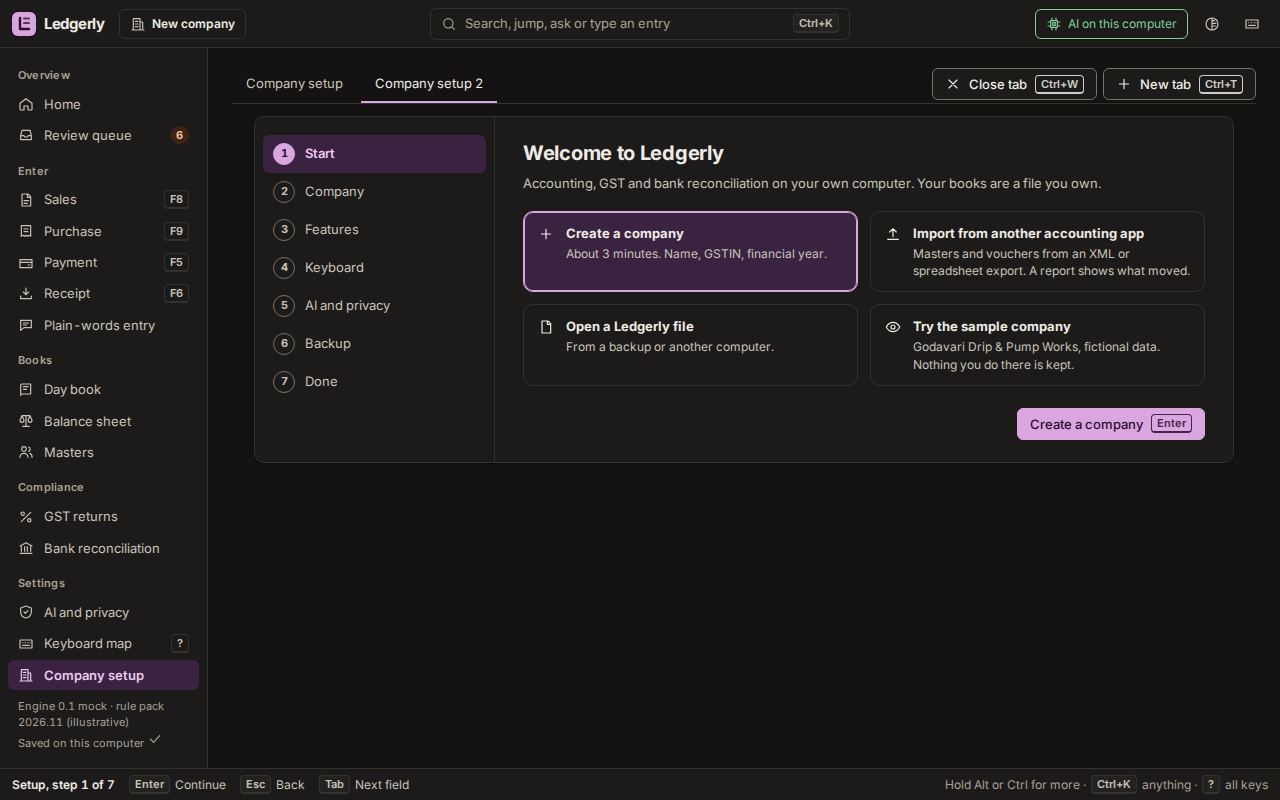 Ledgerly
New company
Search, jump, ask or type an entry
Ctrl+K
AI on this computer
Overview
Home
Review queue
6
Enter
Sales
F8
Purchase
F9
Payment
F5
Receipt
F6
Plain-words entry
Books
Day book
Balance sheet
Masters
Compliance
GST returns
Bank reconciliation
Settings
AI and privacy
Keyboard map
?
Company setup
Engine 0.1 mock · rule pack
2026.11 (illustrative)
Saved on this computer
Company setup
Company setup 2
Close tab
Ctrl+W
New tab
Ctrl+T
1 Start
2 Company
3 Features
4 Keyboard
5 AI and privacy
6 Backup
7 Done
Welcome to Ledgerly
Accounting, GST and bank reconciliation on your own computer. Your books are a file you own.
Create a company
About 3 minutes. Name, GSTIN, financial year.
Import from another accounting app
Masters and vouchers from an XML or
spreadsheet export. A report shows what moved.
Open a Ledgerly file
From a backup or another computer.
Try the sample company
Godavari Drip & Pump Works, fictional data.
Nothing you do there is kept.
Create a company Enter
Setup, step 1 of 7 Enter Continue Esc Back Tab Next field
Hold Alt or Ctrl for more · Ctrl+K anything · ? all keys